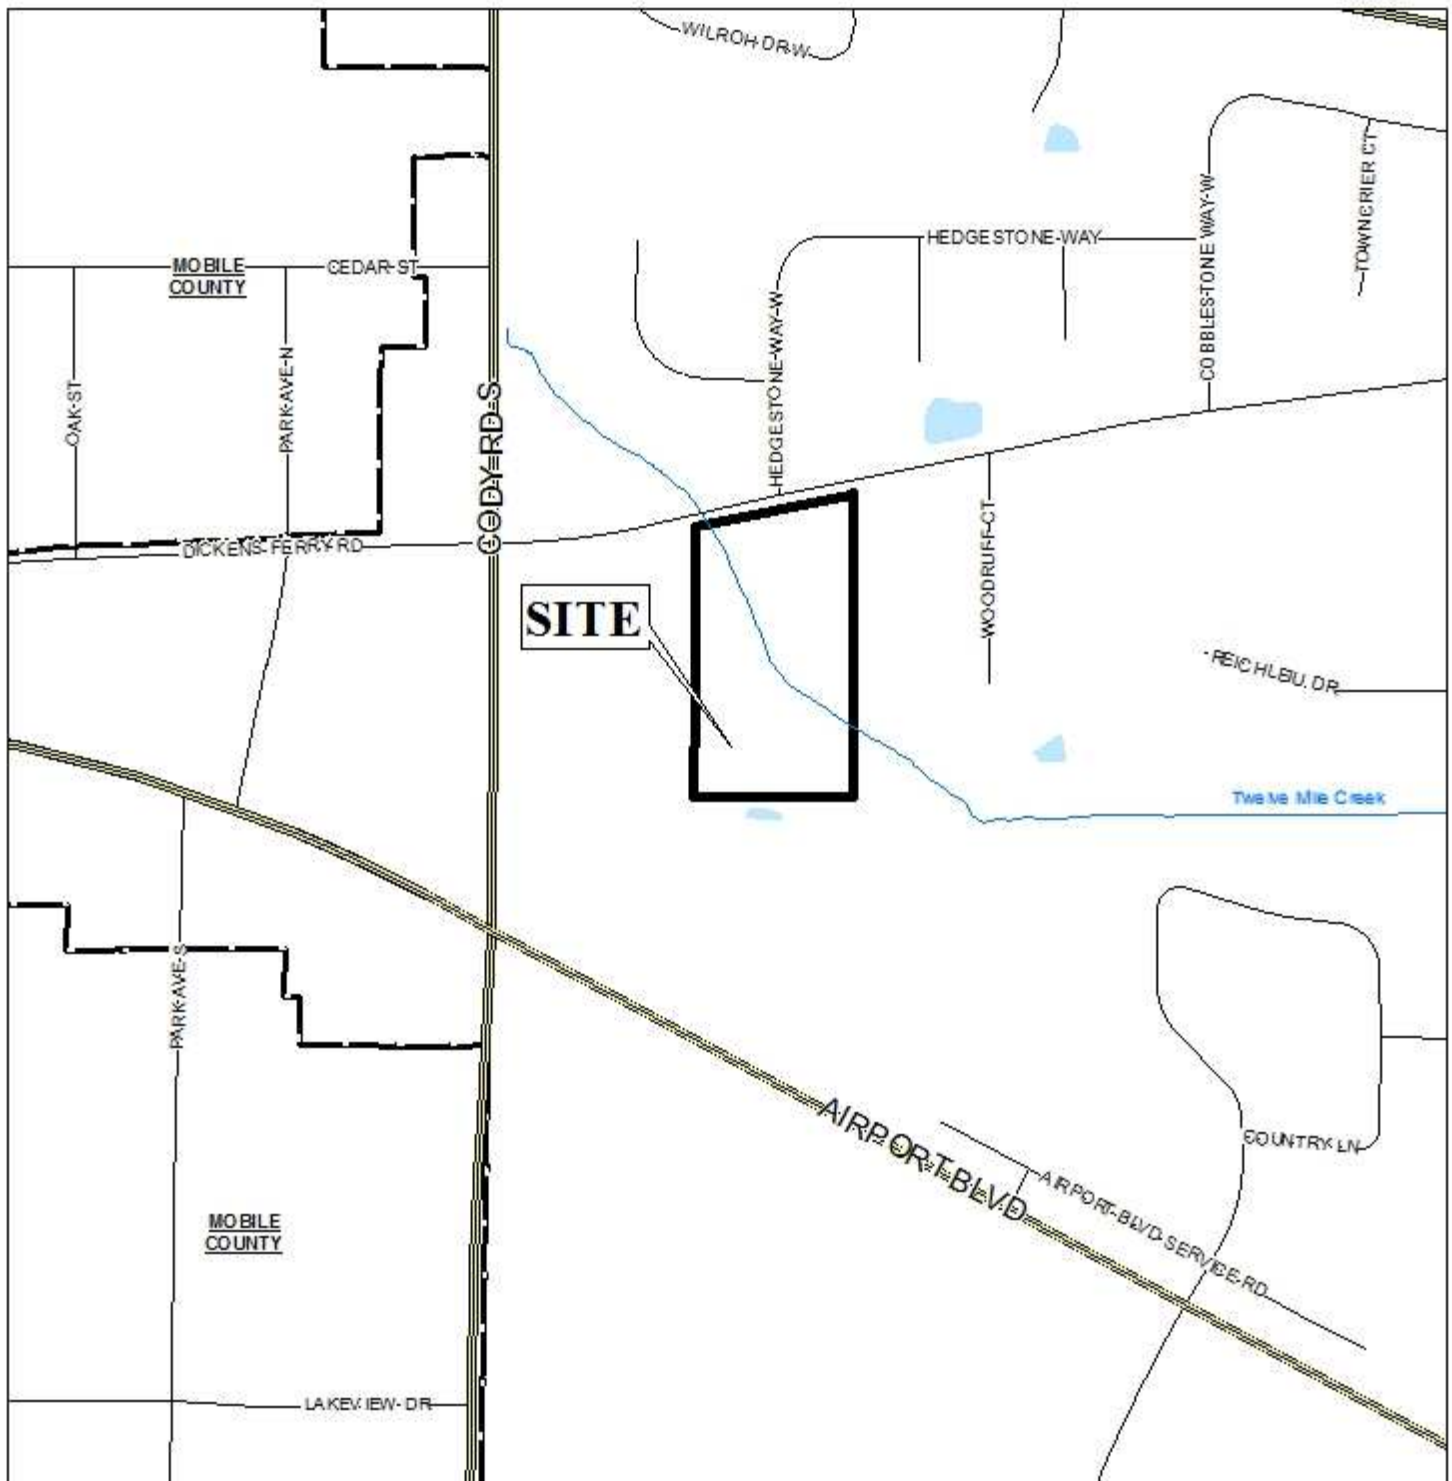 WILROH DR W
HEDGESTONE WAY
TOWNCRIER CT
COBBLESTONE WAY W
MOBILE
COUNTY
CEDAR ST
HEDGESTONE WAY W
OAK ST
PARK AVE N
CODY RD S
DICKENS FERRY RD
WOODRUFF CT
SITE
Twelve Mile Creek
PARK AVE S
AIRPORT BLVD
COUNTRY LN
AIRPORT BLVD SERVICE RD
MOBILE
COUNTY
LAKEVIEW DR